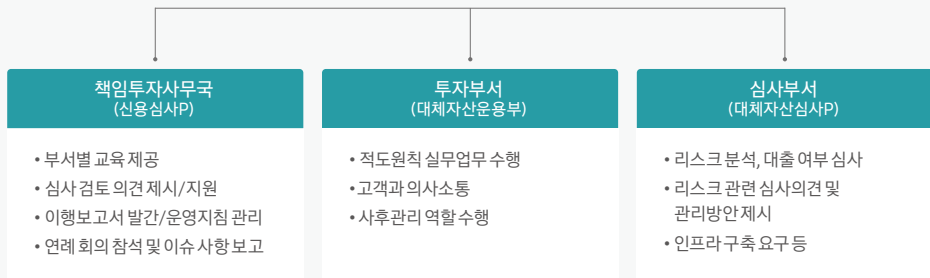 책임투자사무국
(신용심사P)
• 부서별 교육 제공
• 심사 검토 의견 제시/지원
• 이행보고서 발간/운영지침 관리
• 연례 회의 참석 및 이슈 사항 보고
투자부서
(대체자산운용부)
• 적도원칙 실무업무 수행
• 고객과 의사소통
• 사후관리 역할 수행
심사부서
(대체자산심사P)
• 리스크 분석, 대출 여부 심사
• 리스크 관련 심사의견 및
관리방안 제시
• 인프라 구축 요구 등